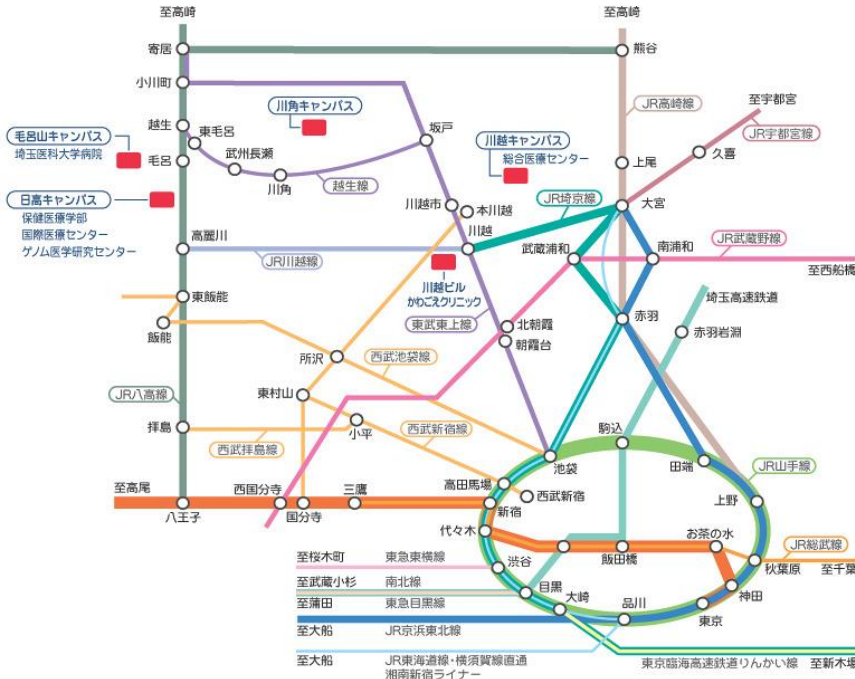 至高崎
至高崎
寄居
熊谷
小川町
JR高崎線
至宇都宮
川角キャンパス
毛呂山キャンパス
埼玉医科大学病院
越生
東毛呂
坂戸
川越キャンパス
総合医療センター
JR宇都宮線
久喜
毛呂
武州長瀬
川角
越生線
上尾
日高キャンパス
保健医療学部
国際医療センター
ゲノム医学研究センター
川越市
本川越
JR埼京線
大宮
高麗川
川越
JR川越線
武蔵浦和
南浦和
JR武蔵野線
至西船橋
川越ビル
かわごえクリニック
東飯能
飯能
東武東上線
北朝霞
朝霞台
赤羽
埼玉高速鉄道
赤羽岩淵
所沢
西武池袋線
JR八高線
東村山
拝島
西武拝島線
小平
西武新宿線
駒込
池袋
田端
JR山手線
至高尾
八王子
西国分寺
国分寺
三鷹
高田馬場
西武新宿
新宿
上野
代々木
お茶の水
JR総武線
飯田橋
秋葉原
至千葉
至桜木町 東急東横線
渋谷
至武蔵小杉 南北線
目黒
神田
至蒲田 東急目黒線
大崎
品川
東京
至大船 JR京浜東北線
至大船 JR東海道線・横須賀線直通
湘南新宿ライナー
東京臨海高速鉄道りんかい線 至新木場